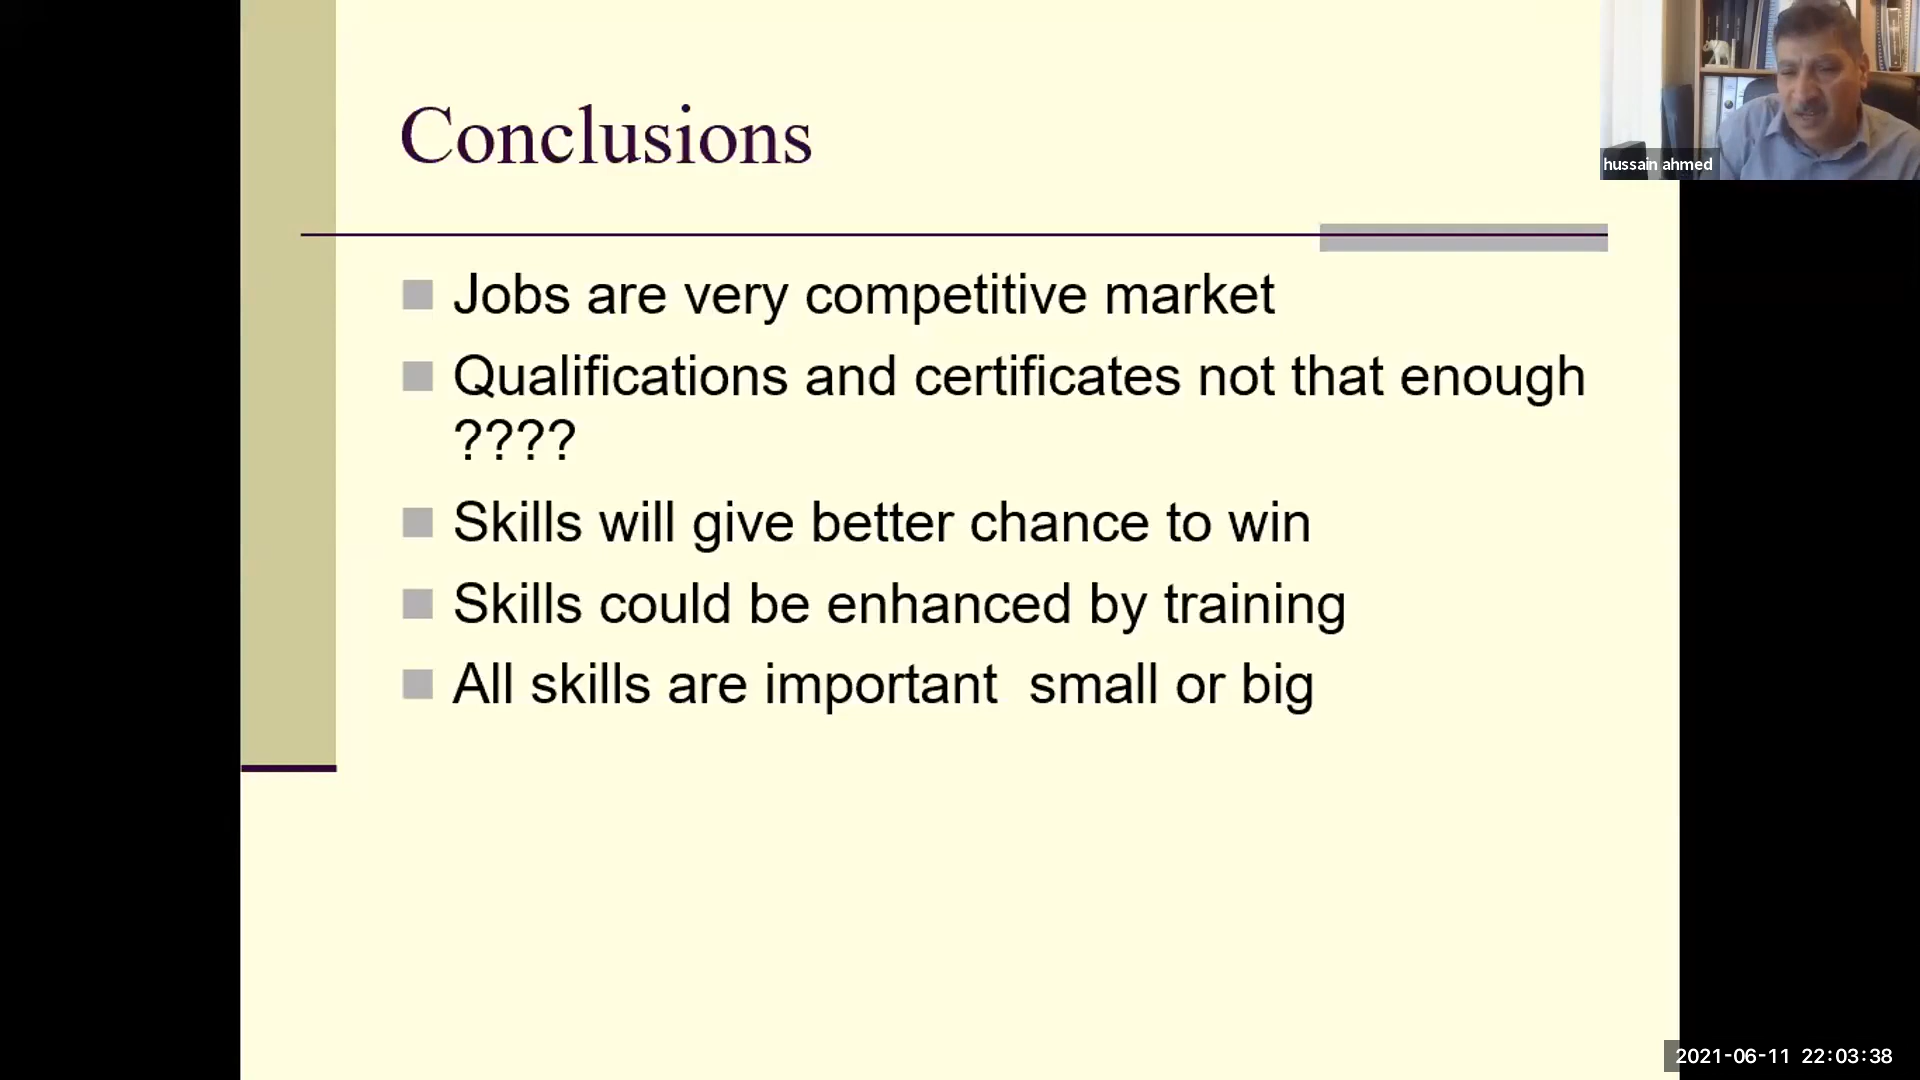 Conclusions
hussain ahmed
Jobs are very competitive market
Qualifications and certificates not that enough
????
Skills will give better chance to win
Skills could be enhanced by training
All skills are important  small or big
2021-06-11 22:03:38